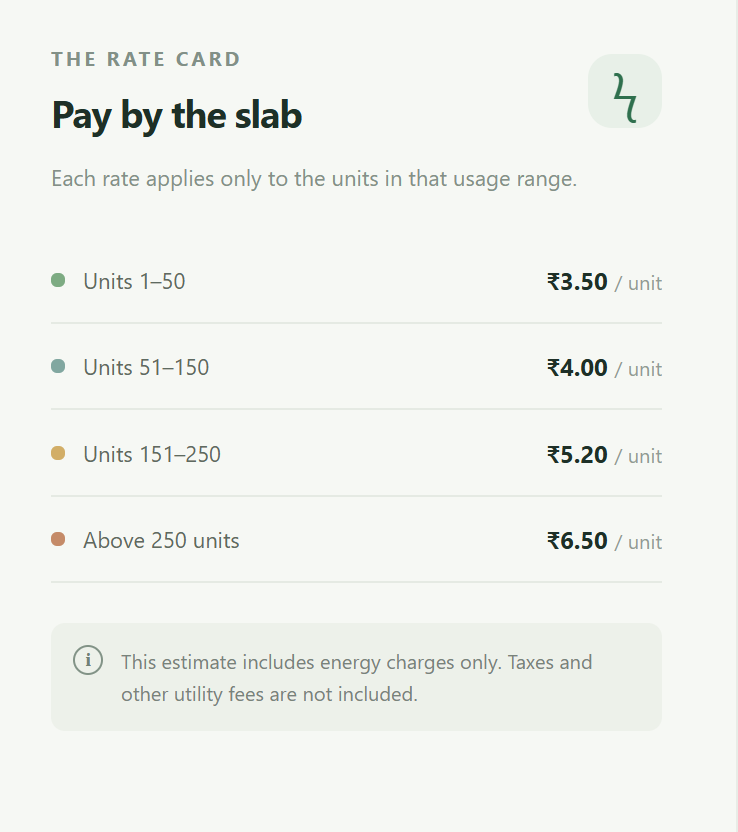 THE RATE CARD
Pay by the slab
Each rate applies only to the units in that usage range.
Units 1–50 ₹3.50 / unit
Units 51–150 ₹4.00 / unit
Units 151–250 ₹5.20 / unit
Above 250 units ₹6.50 / unit
i This estimate includes energy charges only. Taxes and
other utility fees are not included.